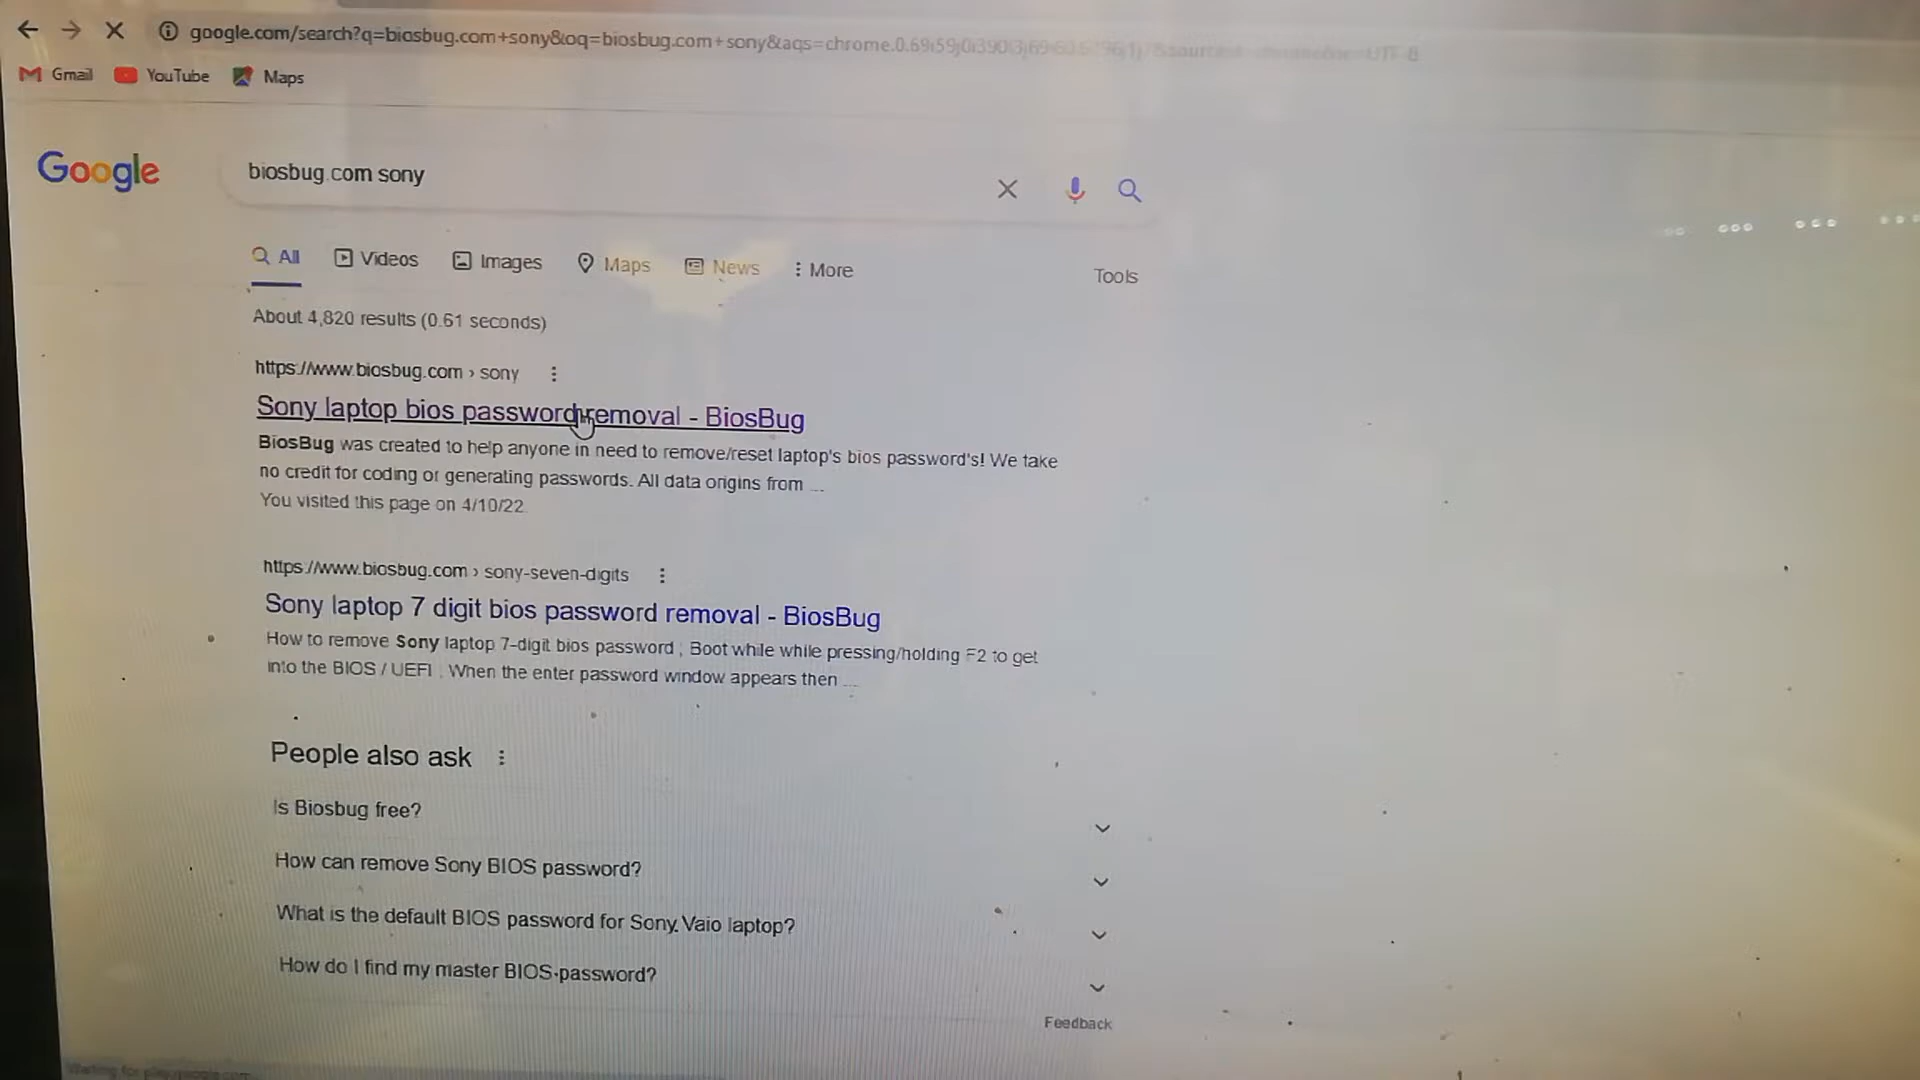 google.com/search?q=biosbug.com+sony&oq=biosbug.com+sony&aqs=chrome.0.69i59j0i390l3j69
Gmail YouTube Maps
Google biosbug.com sony
All Videos Images Maps News More Tools
About 4,820 results (0.61 seconds)
https://www.biosbug.com › sony
Sony laptop bios password removal - BiosBug
BiosBug was created to help anyone in need to remove/reset laptop's bios password's! We take
no credit for coding or generating passwords. All data origins from ...
You visited this page on 4/10/22.
https://www.biosbug.com › sony-seven-digits
Sony laptop 7 digit bios password removal - BiosBug
How to remove Sony laptop 7-digit bios password ; Boot while while pressing/holding F2 to get
into the BIOS / UEFI . When the enter password window appears then ...
People also ask
Is Biosbug free?
How can remove Sony BIOS password?
What is the default BIOS password for Sony Vaio laptop?
How do I find my master BIOS password?
Feedback